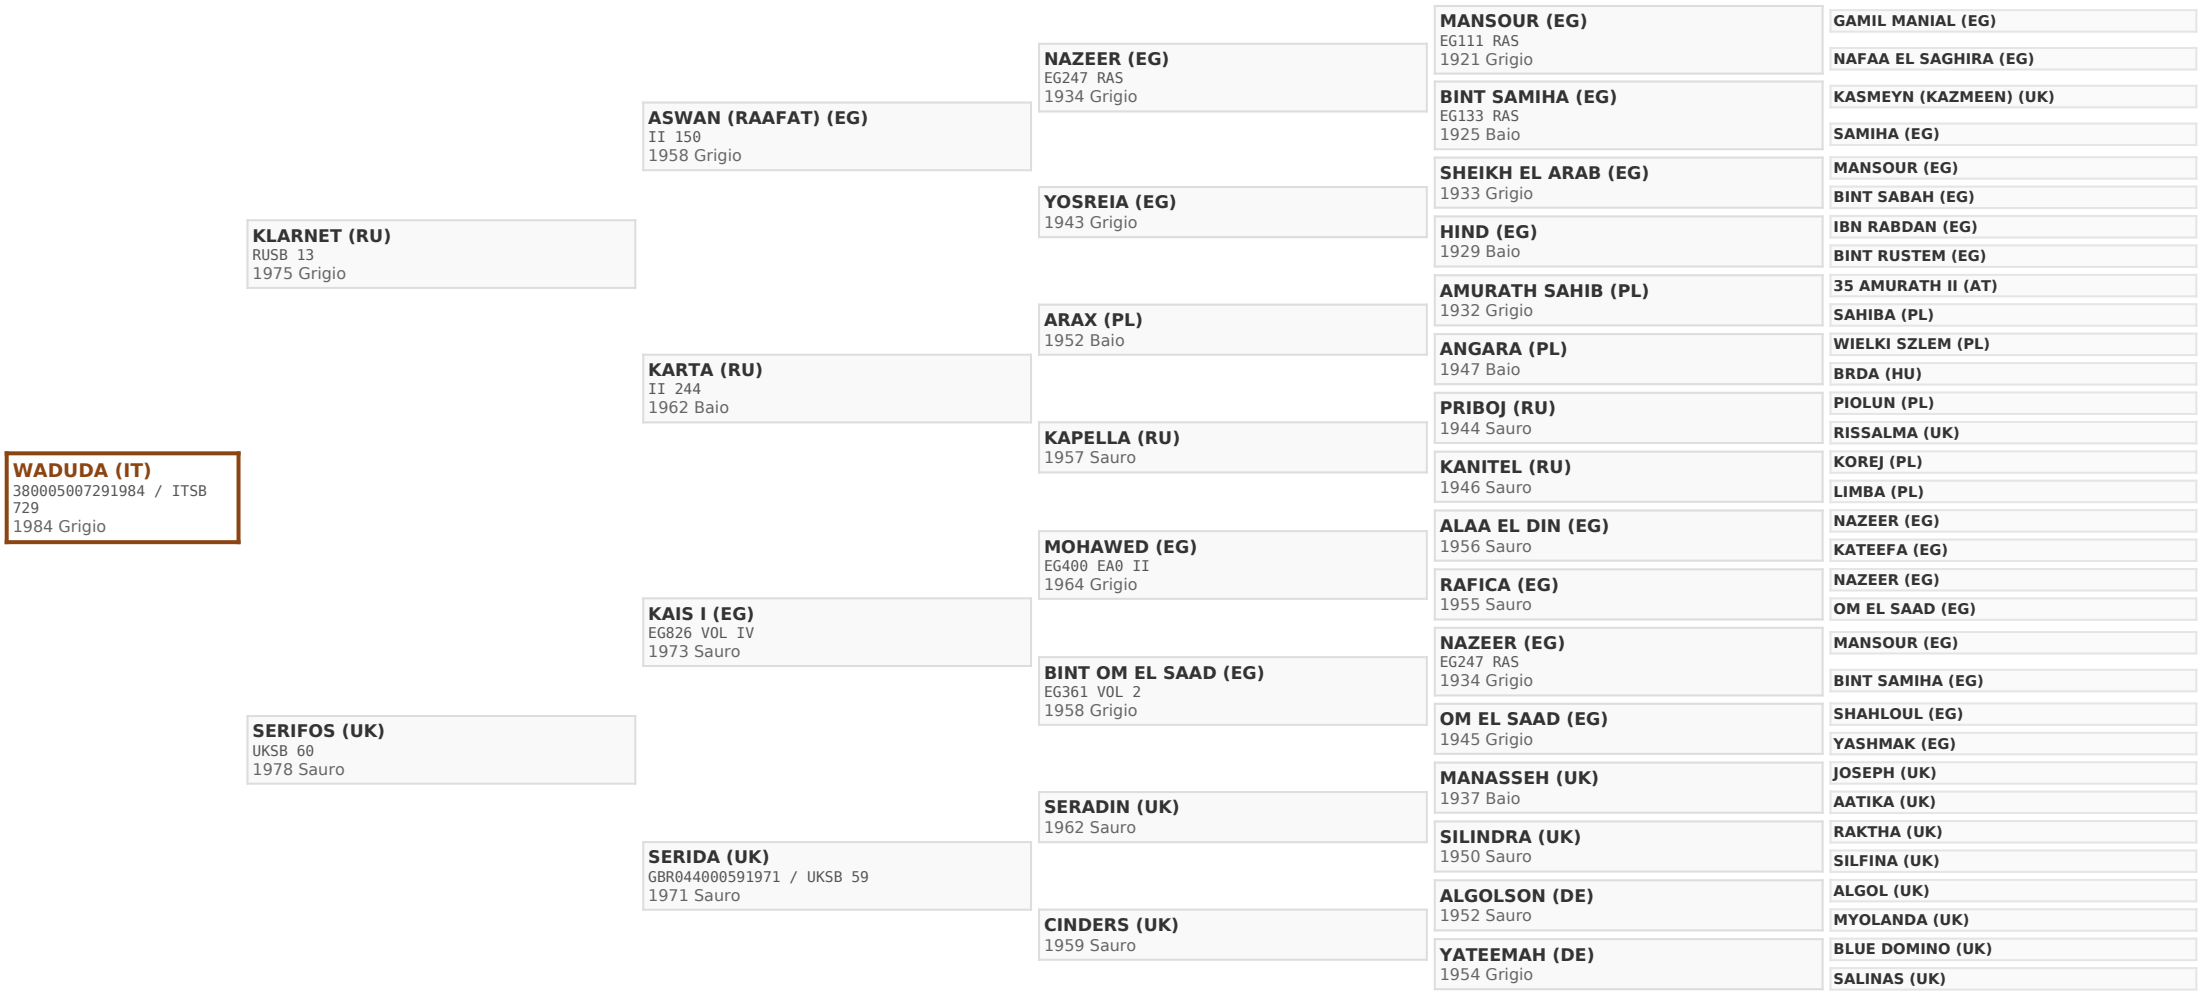 WADUDA (IT)
380005007291984 / ITSB
729
1984 Grigio
KLARNET (RU)
RUSB 13
1975 Grigio
SERIFOS (UK)
UKSB 60
1978 Sauro
ASWAN (RAAFAT) (EG)
II 150
1958 Grigio
KARTA (RU)
II 244
1962 Baio
KAIS I (EG)
EG826 VOL IV
1973 Sauro
SERIDA (UK)
GBR044000591971 / UKSB 59
1971 Sauro
NAZEER (EG)
EG247 RAS
1934 Grigio
YOSREIA (EG)
1943 Grigio
ARAX (PL)
1952 Baio
KAPELLA (RU)
1957 Sauro
MOHAWED (EG)
EG400 EAO II
1964 Grigio
BINT OM EL SAAD (EG)
EG361 VOL 2
1958 Grigio
SERADIN (UK)
1962 Sauro
CINDERS (UK)
1959 Sauro
MANSOUR (EG)
EG111 RAS
1921 Grigio
BINT SAMIHA (EG)
EG133 RAS
1925 Baio
SHEIKH EL ARAB (EG)
1933 Grigio
HIND (EG)
1929 Baio
AMURATH SAHIB (PL)
1932 Grigio
ANGARA (PL)
1947 Baio
PRIBOJ (RU)
1944 Sauro
KANITEL (RU)
1946 Sauro
ALAA EL DIN (EG)
1956 Sauro
RAFICA (EG)
1955 Sauro
NAZEER (EG)
EG247 RAS
1934 Grigio
OM EL SAAD (EG)
1945 Grigio
MANASSEH (UK)
1937 Baio
SILINDRA (UK)
1950 Sauro
ALGOLSON (DE)
1952 Sauro
YATEEMAH (DE)
1954 Grigio
GAMIL MANIAL (EG)
NAFAA EL SAGHIRA (EG)
KASMEYN (KAZMEEN) (UK)
SAMIHA (EG)
MANSOUR (EG)
BINT SABAH (EG)
IBN RABDAN (EG)
BINT RUSTEM (EG)
35 AMURATH II (AT)
SAHIBA (PL)
WIELKI SZLEM (PL)
BRDA (HU)
PIOLUN (PL)
RISSALMA (UK)
KOREJ (PL)
LIMBA (PL)
NAZEER (EG)
KATEEFA (EG)
NAZEER (EG)
OM EL SAAD (EG)
MANSOUR (EG)
BINT SAMIHA (EG)
SHAHLOUL (EG)
YASHMAK (EG)
JOSEPH (UK)
AATIKA (UK)
RAKTHA (UK)
SILFINA (UK)
ALGOL (UK)
MYOLANDA (UK)
BLUE DOMINO (UK)
SALINAS (UK)